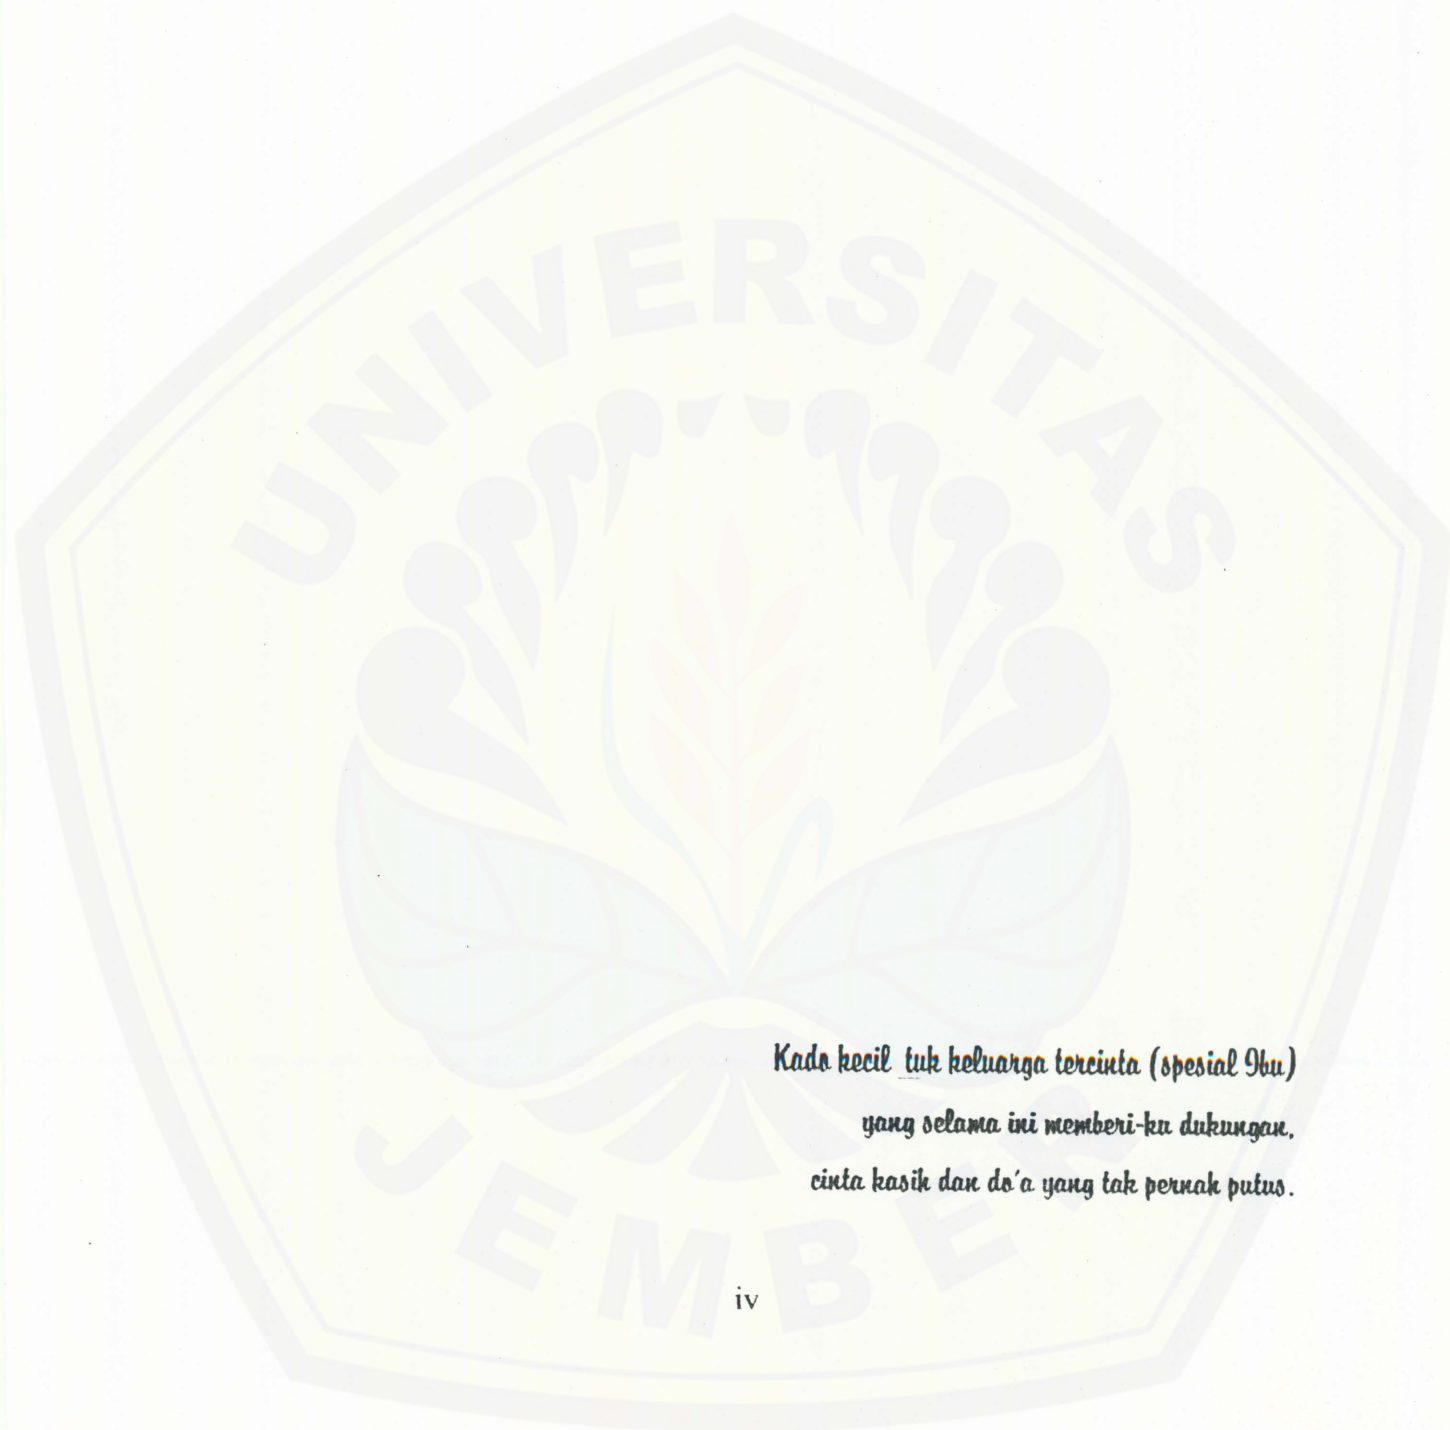 UNIVERSITAS
Kado kecil tuk keluarga tercinta (spesial Ibu)
yang selama ini memberi-ku dukungan,
cinta kasih dan do'a yang tak pernah putus.
JEMBER
iv